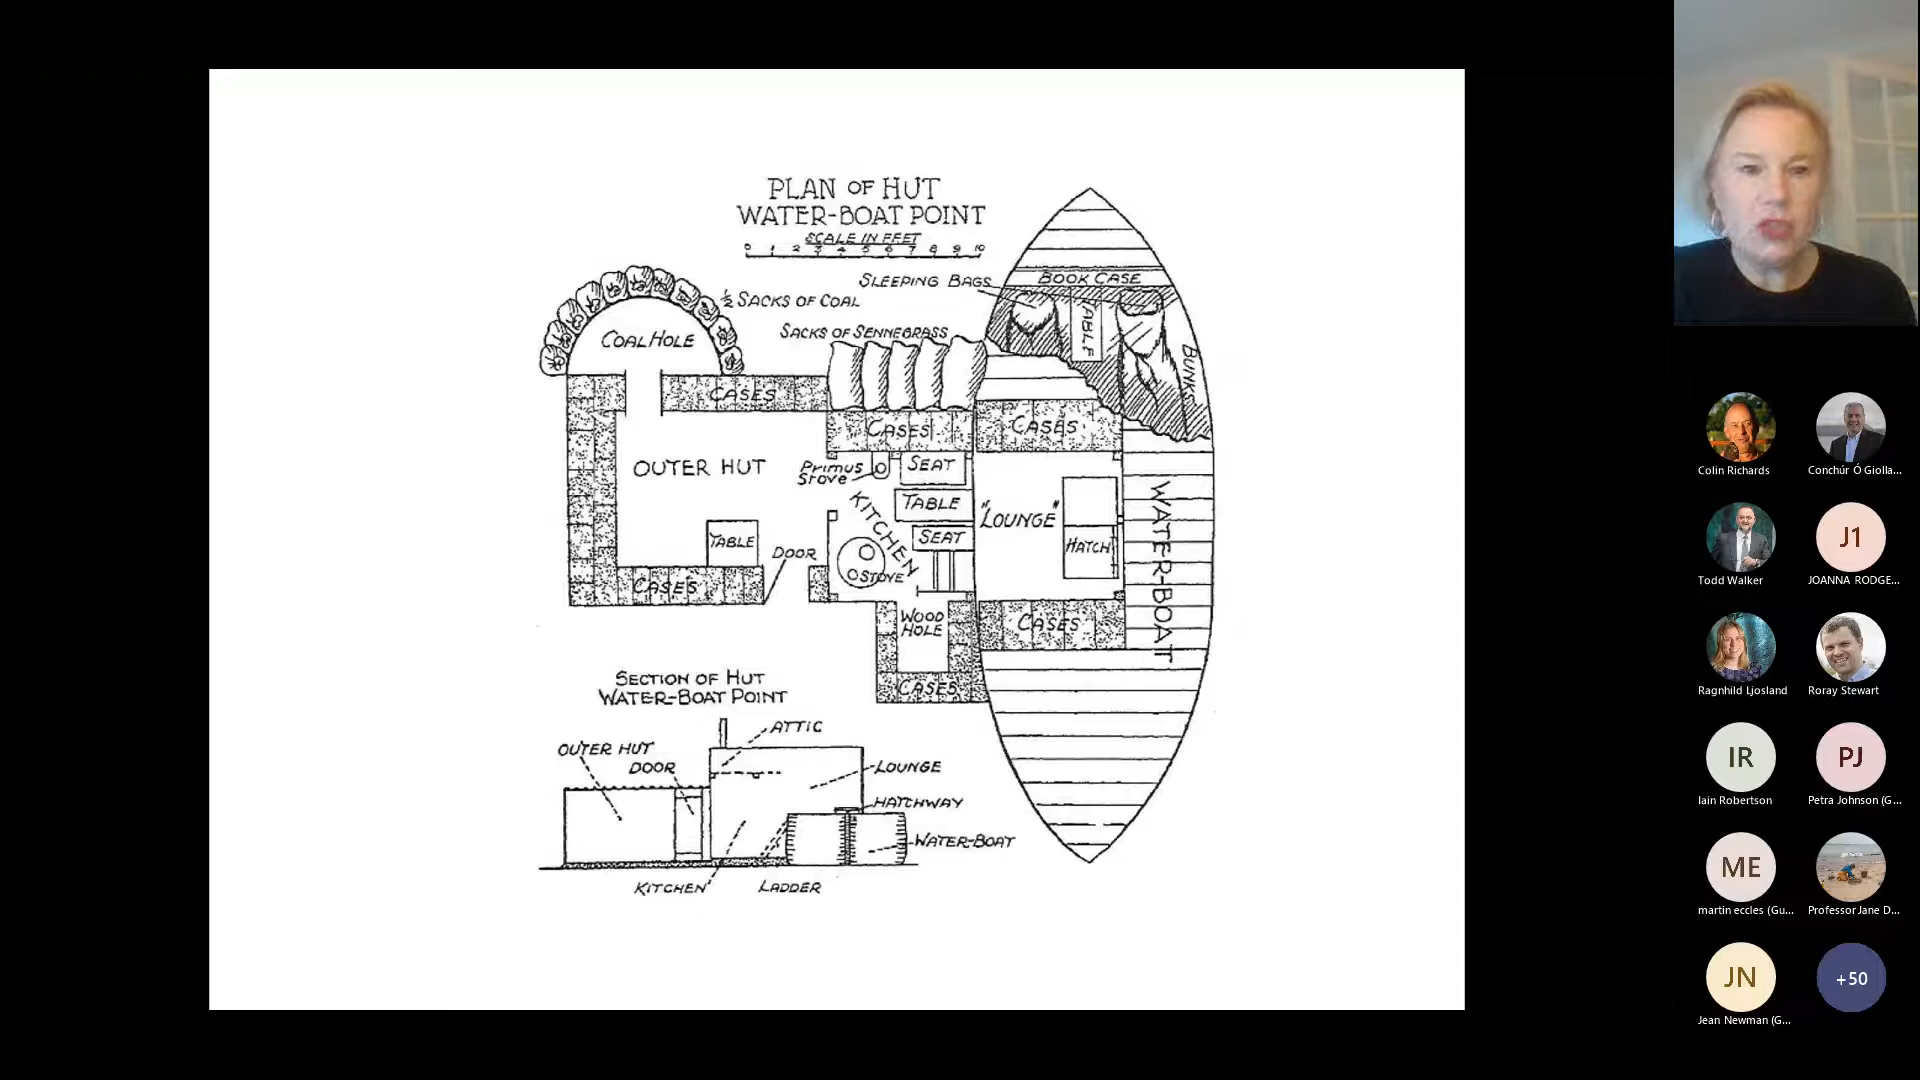 PLAN OF HUT
WATER-BOAT POINT
SCALE IN FEET
0 1 2 3 4 5 6 7 8 9 10
SLEEPING BAGS
BOOK CASE
½ SACKS OF COAL
TABLE
SACKS OF SENNEGRASS
COAL HOLE
BUNKS
CASES
CASES
CASES
OUTER HUT
PRIMUS
STOVE
SEAT
KITCHEN
TABLE
"LOUNGE"
WATER-BOAT
TABLE
DOOR
SEAT
HATCH
STOVE
CASES
WOOD
HOLE
CASES
CASES
SECTION OF HUT
WATER-BOAT POINT
ATTIC
OUTER HUT
DOOR
LOUNGE
HATCHWAY
WATER-BOAT
KITCHEN
LADDER
Colin Richards
Conchúr Ó Giolla...
J1
Todd Walker
JOANNA RODGE...
Ragnhild Ljosland
Roray Stewart
IR
PJ
Iain Robertson
Petra Johnson (G...
ME
martin eccles (Gu...
Professor Jane D...
JN
+50
Jean Newman (G...